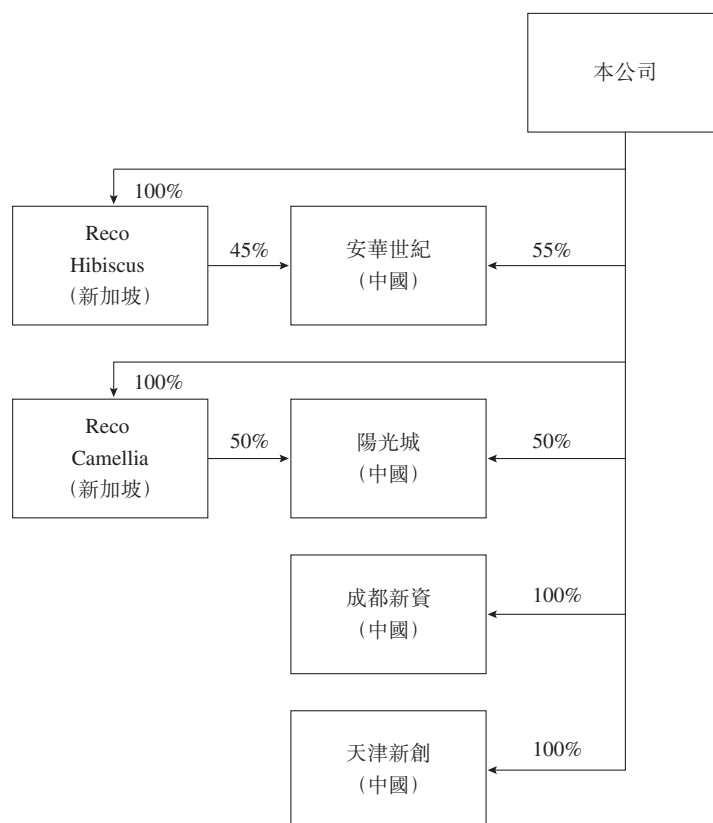 本公司
100%
Reco
Hibiscus
（新加坡）
45%
安華世紀
（中國）
55%
100%
Reco
Camellia
（新加坡）
50%
陽光城
（中國）
50%
成都新資
（中國）
100%
天津新創
（中國）
100%